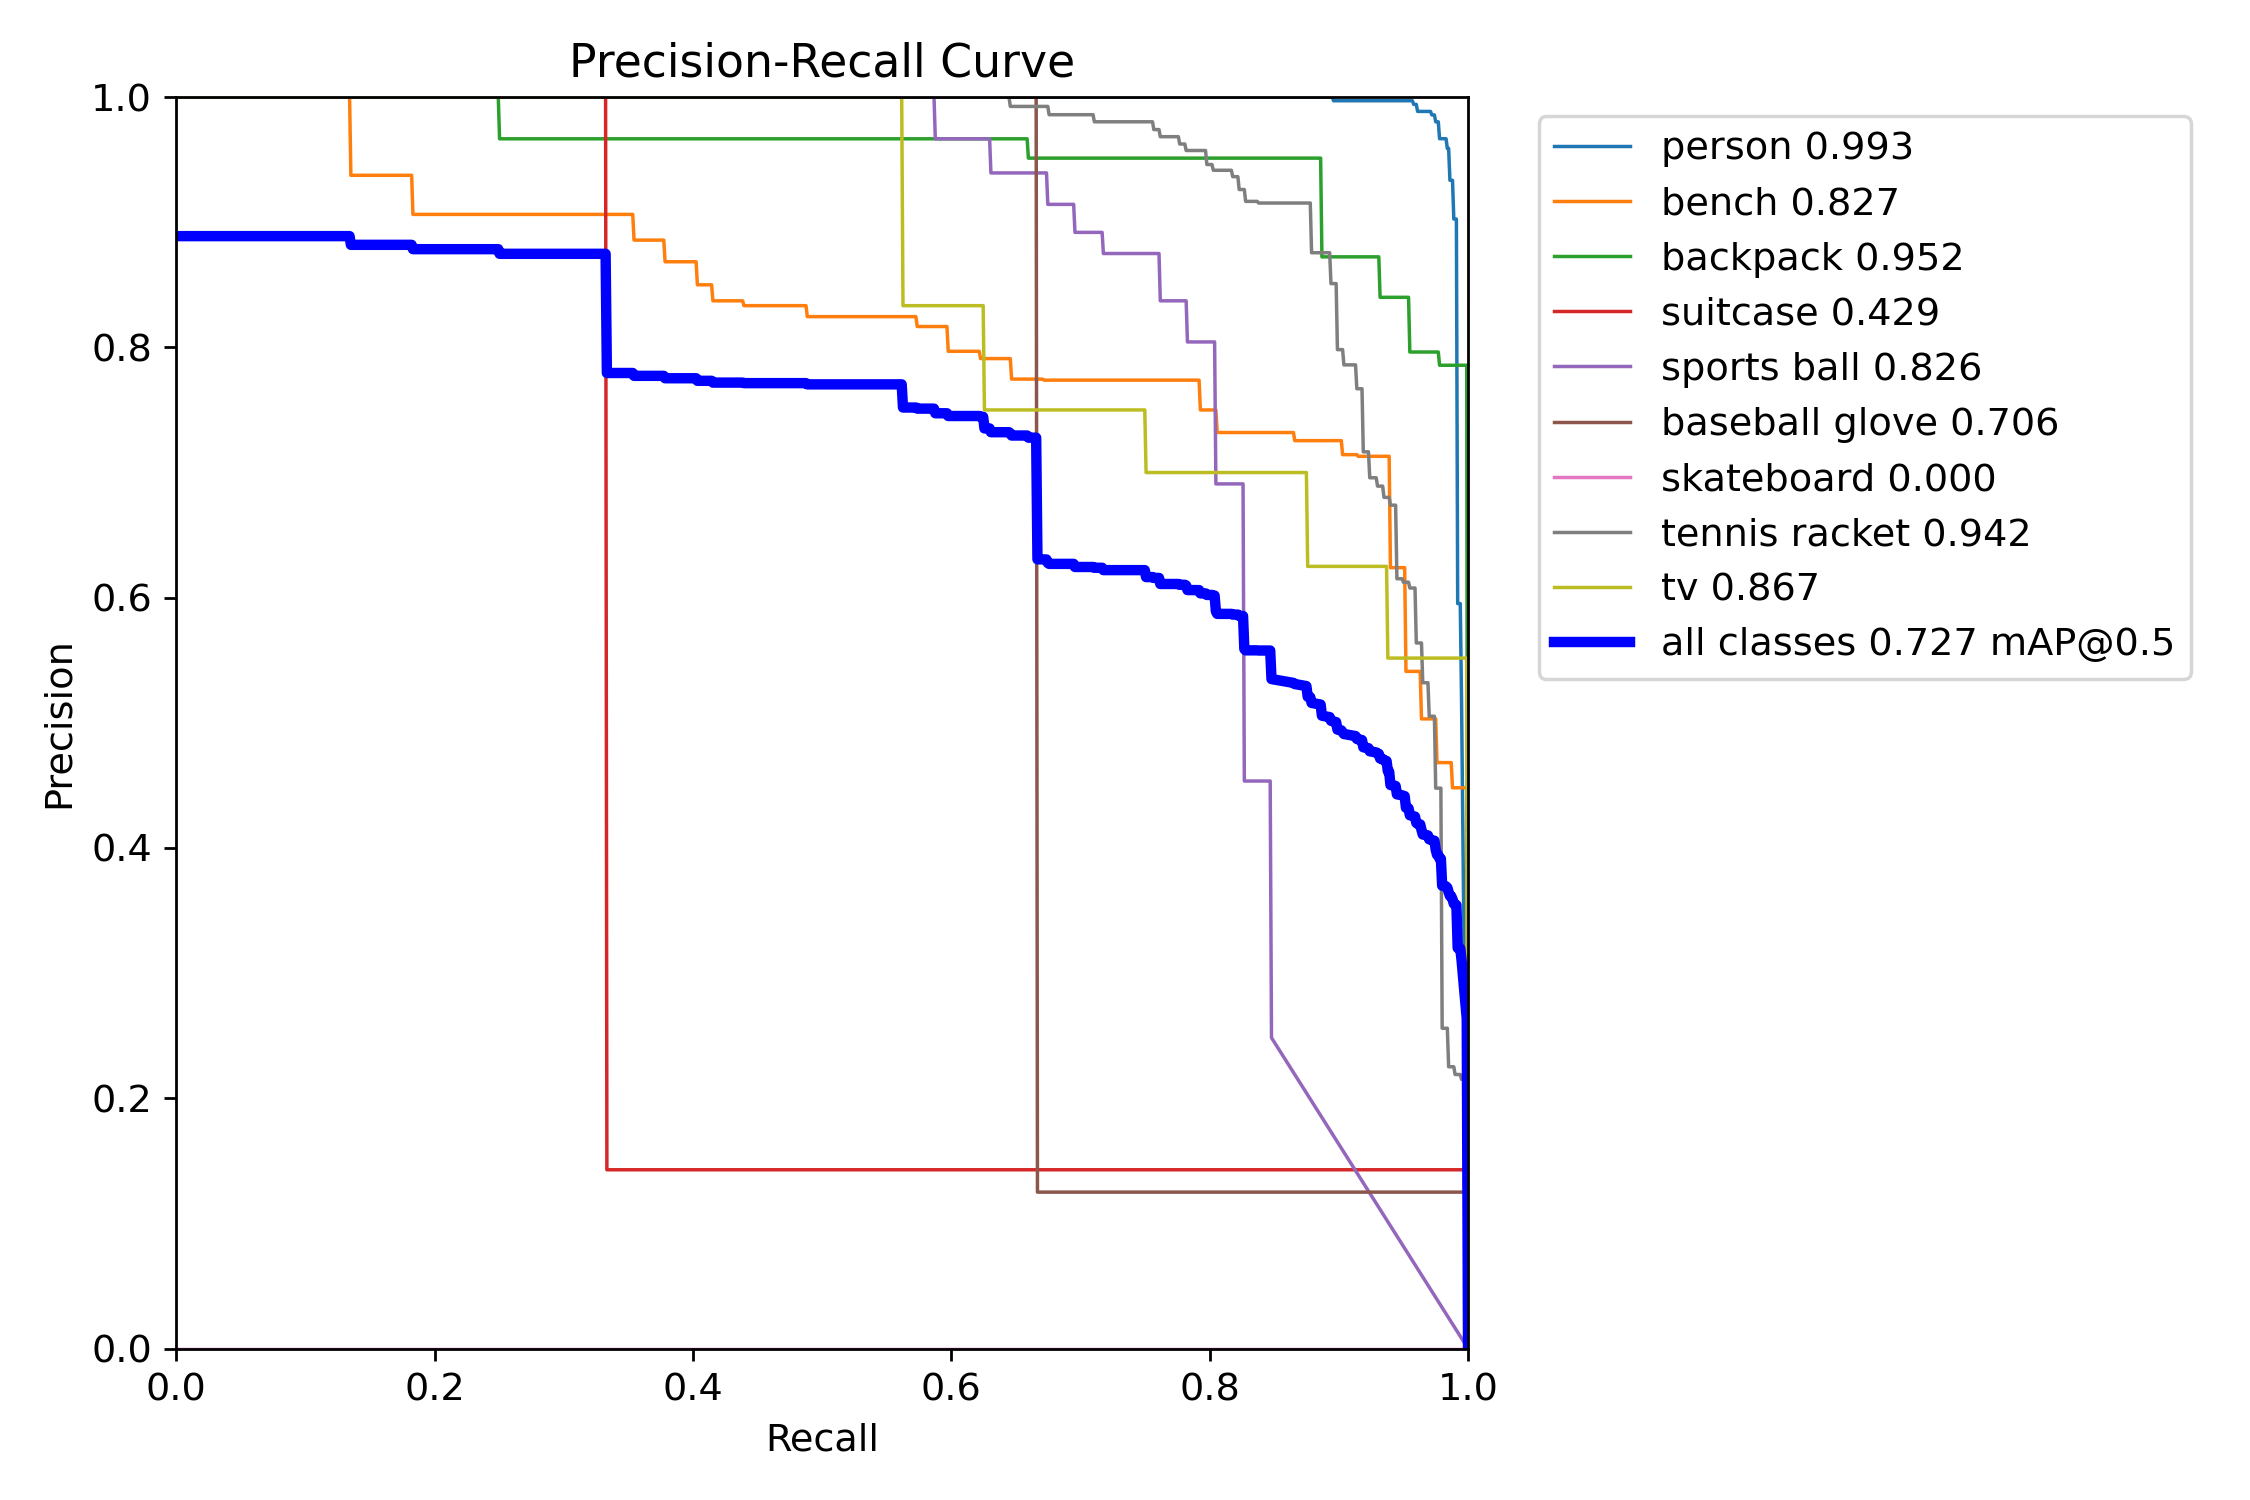 Precision-Recall Curve
1.0
0.8
0.6
0.4
0.2
0.0
Precision
0.0 0.2 0.4 0.6 0.8 1.0
Recall
person 0.993
bench 0.827
backpack 0.952
suitcase 0.429
sports ball 0.826
baseball glove 0.706
skateboard 0.000
tennis racket 0.942
tv 0.867
all classes 0.727 mAP@0.5